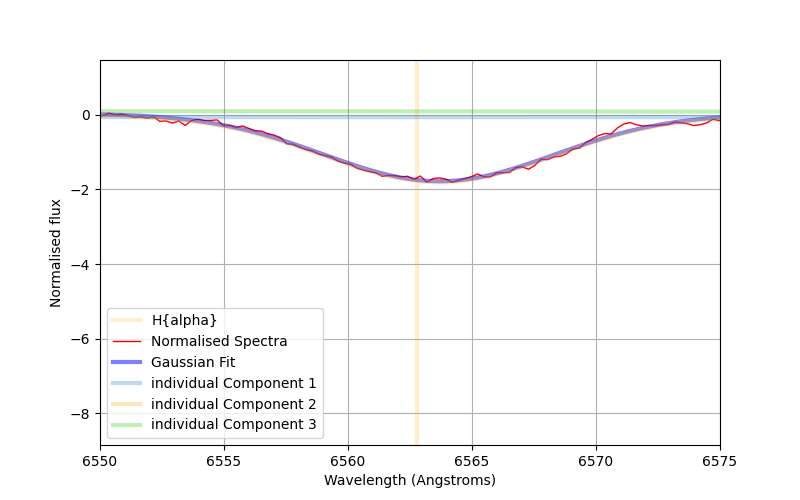 0
−2
−4
−6
−8
Normalised flux
H{alpha}
Normalised Spectra
Gaussian Fit
individual Component 1
individual Component 2
individual Component 3
6550 6555 6560 6565 6570 6575
Wavelength (Angstroms)